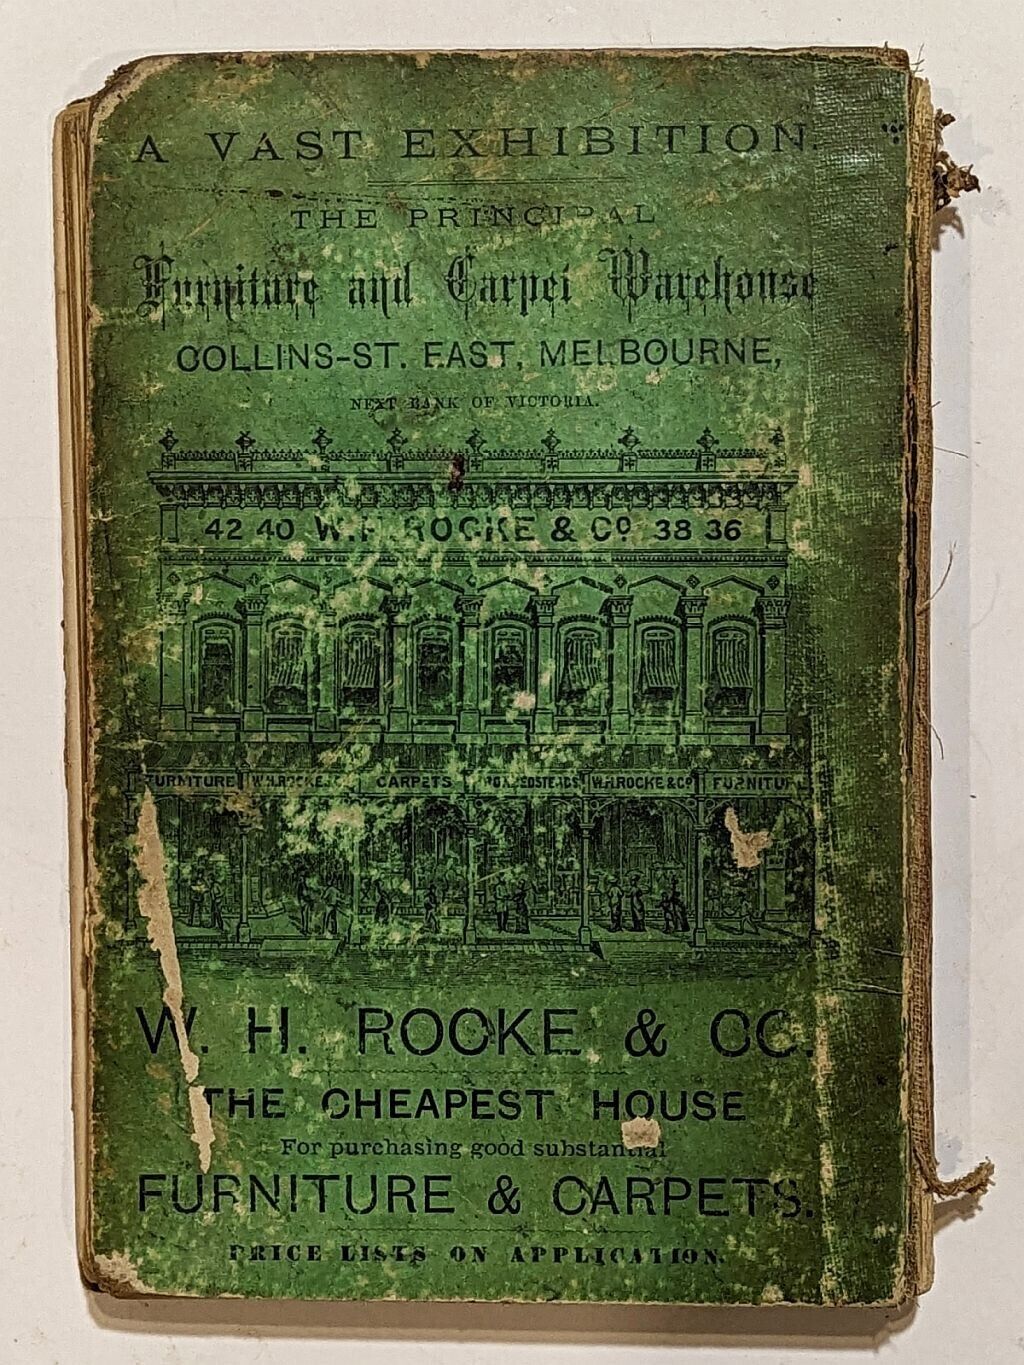 A VAST EXHIBITION.
THE PRINCIPAL
Furniture and Carpet Warehouse
COLLINS-ST. EAST, MELBOURNE,
NEXT BANK OF VICTORIA.
42 40 W. H. ROCKE & Co. 38 36
FURNITURE W.H.ROCKE & Co CARPETS BEDSTEADS W.H.ROCKE & Co FURNITURE
W. H. ROCKE & CO.
THE CHEAPEST HOUSE
For purchasing good substantial
FURNITURE & CARPETS.
PRICE LISTS ON APPLICATION.